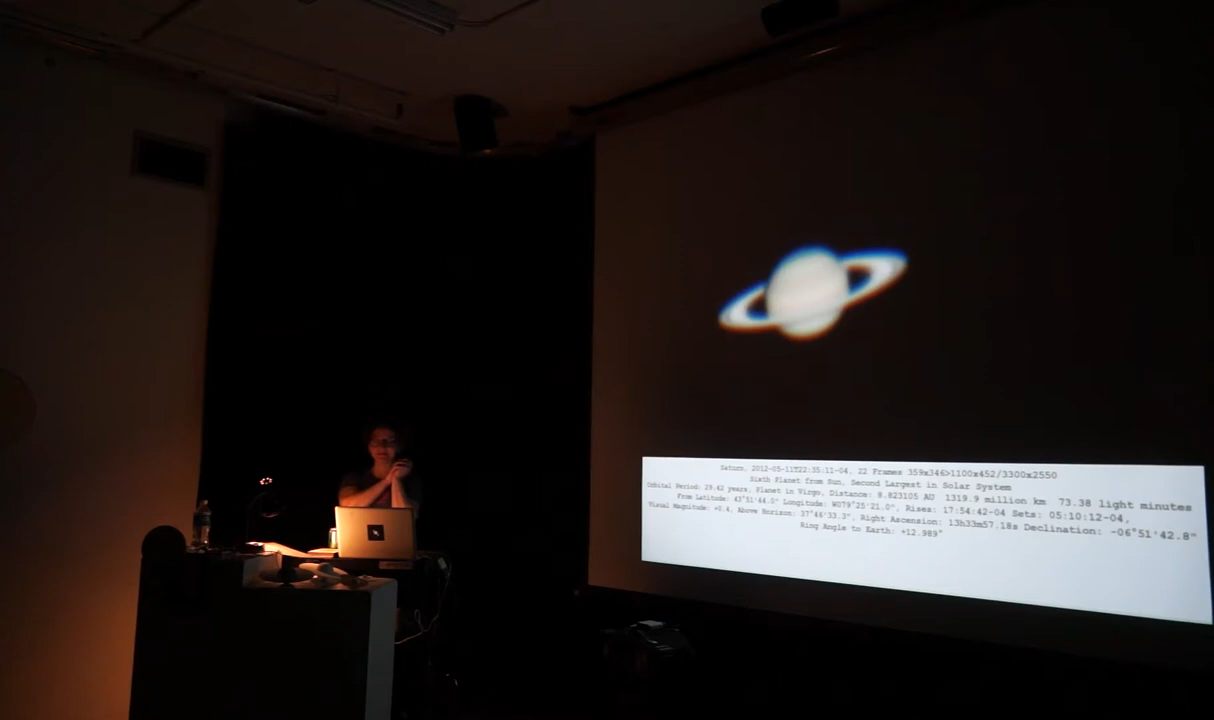 Saturn, 2012-05-11T22:35:11-04, 22 Frames 359x346>1100x452/3300x2550
Sixth Planet from Sun, Second Largest in Solar System
Orbital Period: 29.42 years, Planet in Virgo, Distance: 8.823105 AU 1319.9 million km 73.38 light minutes
From Latitude: 43°51'44.0" Longitude: W079°25'21.0", Rises: 17:54:42-04 Sets: 05:10:12-04,
Visual Magnitude: +0.4, Above Horizon: 37°46'33.3", Right Ascension: 13h33m57.18s Declination: -06°51'42.8"
Ring Angle to Earth: +12.989°